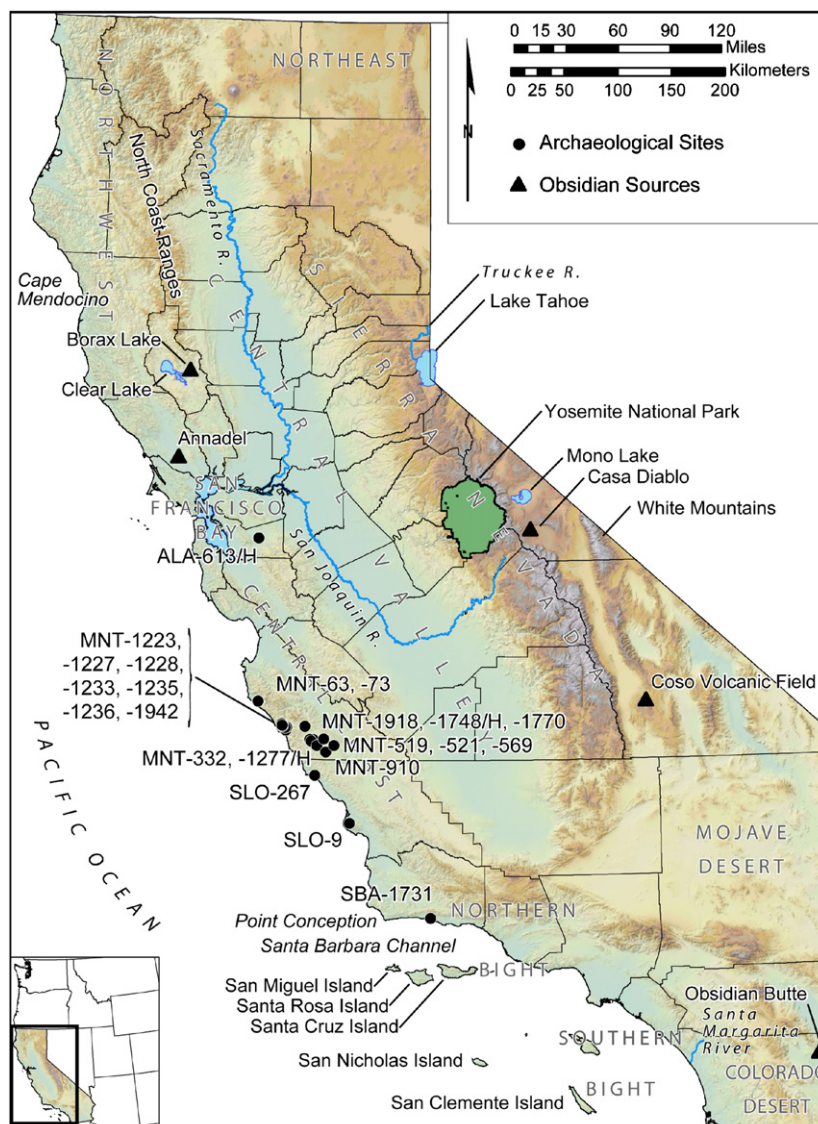 NORTHEAST
0 15 30 60 90 120
Miles
Kilometers
0 25 50 100 150 200
N
Archaeological Sites
Obsidian Sources
NORTHWEST
North Coast Ranges
Sacramento R.
Cape
Mendocino
Truckee R.
Lake Tahoe
SIERRA NEVADA
CENTRAL VALLEY
Borax Lake
Clear Lake
Yosemite National Park
Annadel
Mono Lake
Casa Diablo
White Mountains
SAN
FRANCISCO
BAY
ALA-613/H
San Joaquin R.
CENTRAL COAST
MNT-1223,
-1227, -1228,
-1233, -1235,
-1236, -1942
MNT-63, -73
Coso Volcanic Field
MNT-1918, -1748/H, -1770
MNT-519, -521, -569
MNT-332, -1277/H
MNT-910
PACIFIC OCEAN
SLO-267
SLO-9
MOJAVE
DESERT
SBA-1731
NORTHERN
Point Conception
Santa Barbara Channel
BIGHT
San Miguel Island
Santa Rosa Island
Santa Cruz Island
Obsidian Butte
Santa
Margarita
River
SOUTHERN
San Nicholas Island
COLORADO
DESERT
BIGHT
San Clemente Island